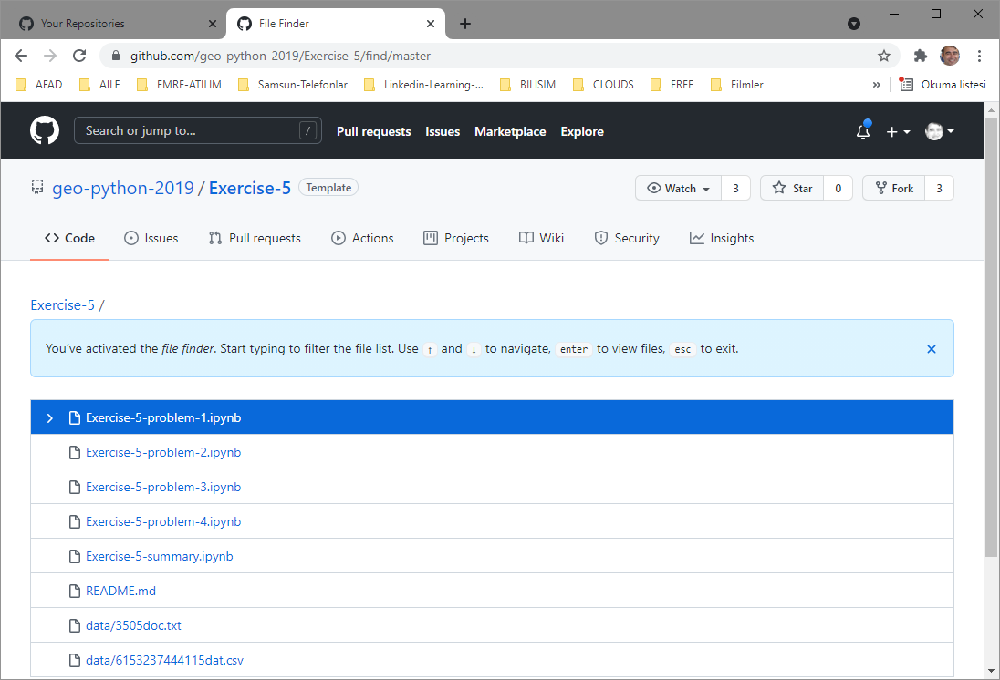 Your Repositories
File Finder
github.com/geo-python-2019/Exercise-5/find/master
AFAD AILE EMRE-ATILIM Samsun-Telefonlar Linkedin-Learning-... BILISIM CLOUDS FREE Filmler » Okuma listesi
Search or jump to... / Pull requests Issues Marketplace Explore
geo-python-2019 / Exercise-5 Template Watch 3 Star 0 Fork 3
Code Issues Pull requests Actions Projects Wiki Security Insights
Exercise-5 /
You've activated the file finder. Start typing to filter the file list. Use ↑ and ↓ to navigate, enter to view files, esc to exit.
Exercise-5-problem-1.ipynb
Exercise-5-problem-2.ipynb
Exercise-5-problem-3.ipynb
Exercise-5-problem-4.ipynb
Exercise-5-summary.ipynb
README.md
data/3505doc.txt
data/6153237444115dat.csv